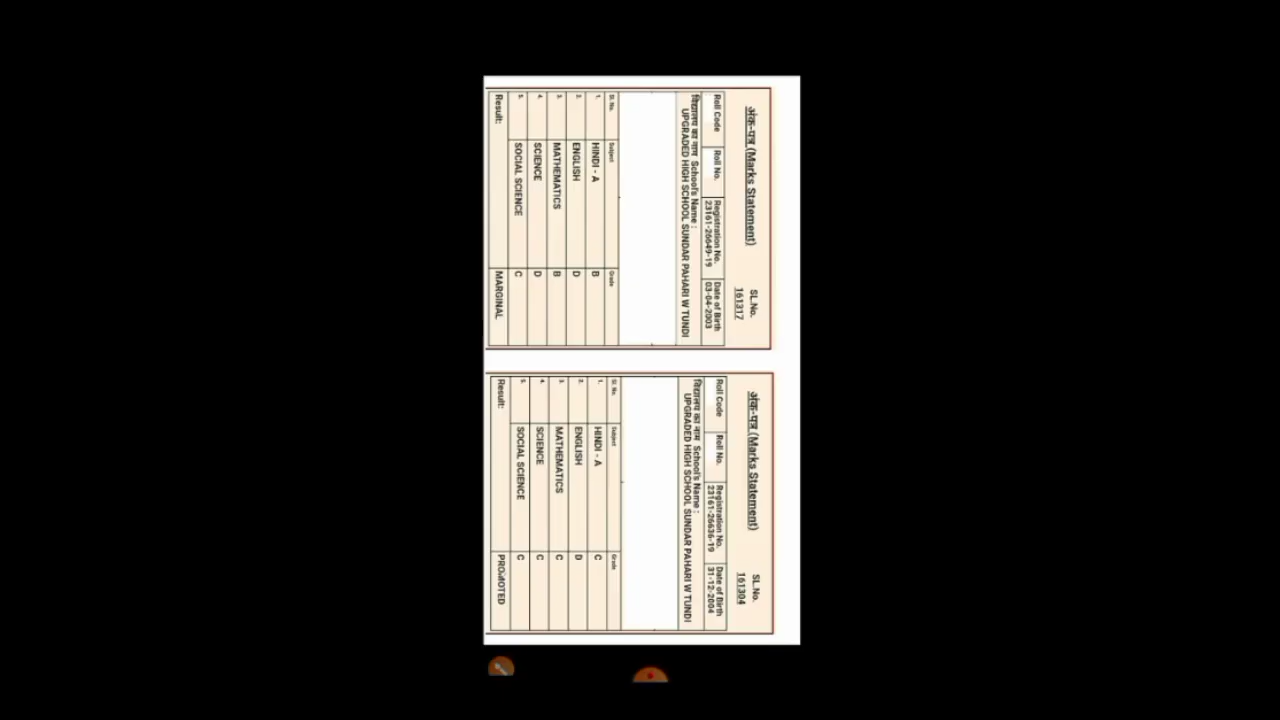 अंक-पत्र (Marks Statement)
SL.No.
161317
Roll Code Roll No. Registration No. Date of Birth
23161-26649-19 03-04-2003
विद्यालय का नाम School's Name :
UPGRADED HIGH SCHOOL SUNDAR PAHARI W TUNDI
Sl. No. Subject Grade
1. HINDI - A B
2. ENGLISH D
3. MATHEMATICS B
4. SCIENCE D
5. SOCIAL SCIENCE C
Result: MARGINAL
अंक-पत्र (Marks Statement)
SL.No.
161304
Roll Code Roll No. Registration No. Date of Birth
23161-26636-19 31-12-2004
विद्यालय का नाम School's Name :
UPGRADED HIGH SCHOOL SUNDAR PAHARI W TUNDI
Sl. No. Subject Grade
1. HINDI - A C
2. ENGLISH D
3. MATHEMATICS C
4. SCIENCE C
5. SOCIAL SCIENCE C
Result: PROMOTED